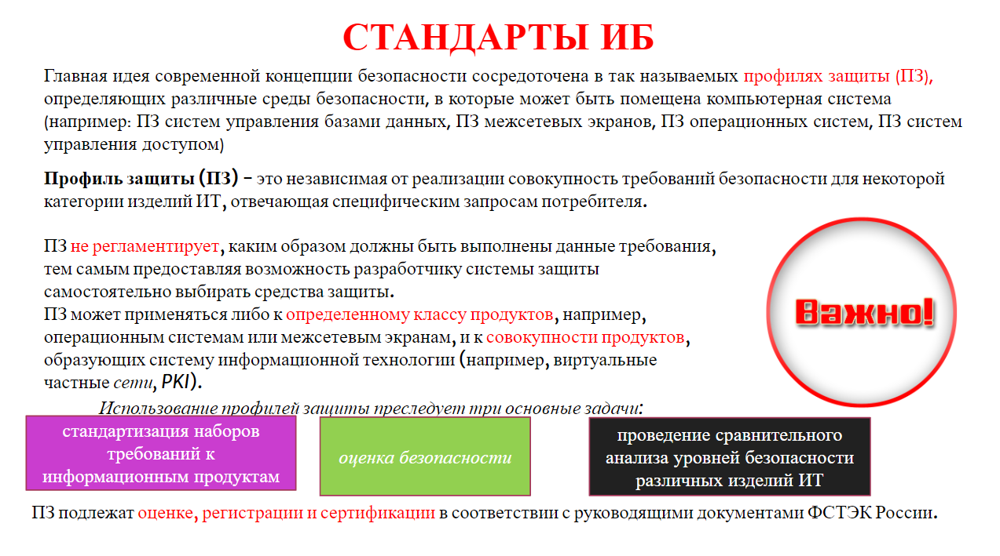 СТАНДАРТЫ ИБ
Главная идея современной концепции безопасности сосредоточена в так называемых профилях защиты (ПЗ),
определяющих различные среды безопасности, в которые может быть помещена компьютерная система
(например: ПЗ систем управления базами данных, ПЗ межсетевых экранов, ПЗ операционных систем, ПЗ систем
управления доступом)
Профиль защиты (ПЗ) – это независимая от реализации совокупность требований безопасности для некоторой
категории изделий ИТ, отвечающая специфическим запросам потребителя.
ПЗ не регламентирует, каким образом должны быть выполнены данные требования,
тем самым предоставляя возможность разработчику системы защиты
самостоятельно выбирать средства защиты.
ПЗ может применяться либо к определенному классу продуктов, например,
операционным системам или межсетевым экранам, и к совокупности продуктов,
образующих систему информационной технологии (например, виртуальные
частные сети, PKI).
Важно!
Использование профилей защиты преследует три основные задачи:
стандартизация наборов
требований к
информационным продуктам
оценка безопасности
проведение сравнительного
анализа уровней безопасности
различных изделий ИТ
ПЗ подлежат оценке, регистрации и сертификации в соответствии с руководящими документами ФСТЭК России.